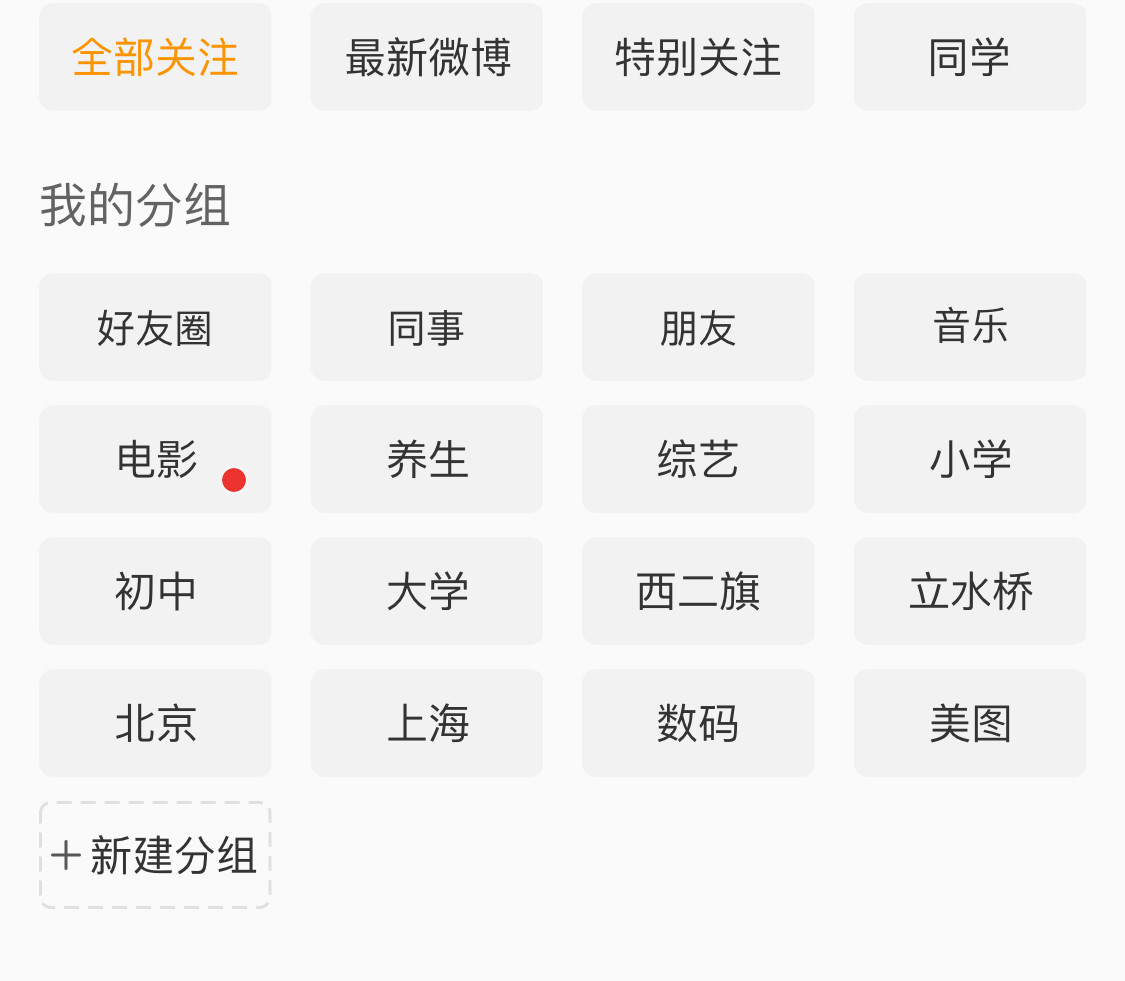 全部关注 最新微博 特别关注 同学
我的分组
好友圈 同事 朋友 音乐
电影 养生 综艺 小学
初中 大学 西二旗 立水桥
北京 上海 数码 美图
+新建分组